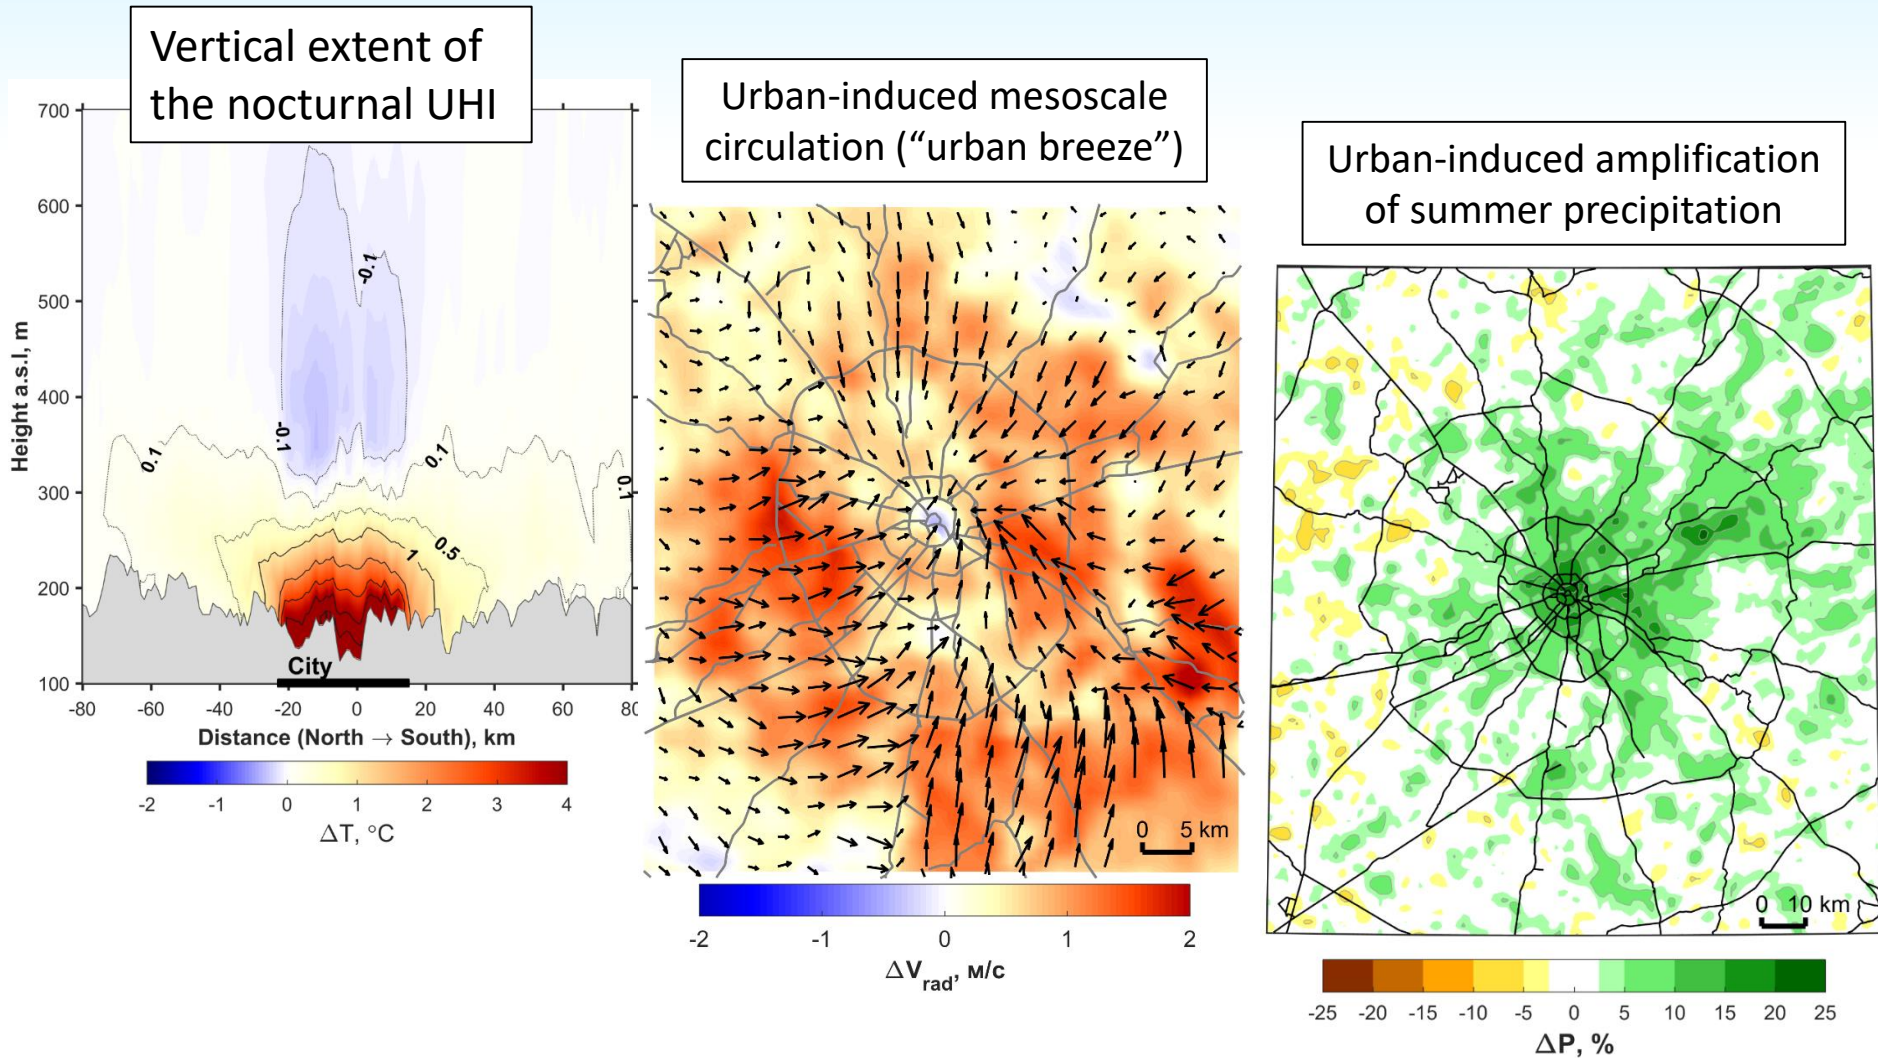 Vertical extent of
the nocturnal UHI
700
600
500
400
300
200
100
Height a.s.l, m
-0.1
-0.1
0.1
0.1
0.1
0.5
1
City
-80 -60 -40 -20 0 20 40 60 80
Distance (North → South), km
-2 -1 0 1 2 3 4
ΔT, °C
Urban-induced mesoscale
circulation (“urban breeze”)
0 5 km
-2 -1 0 1 2
ΔVrad, м/с
Urban-induced amplification
of summer precipitation
0 10 km
-25 -20 -15 -10 -5 0 5 10 15 20 25
ΔP, %